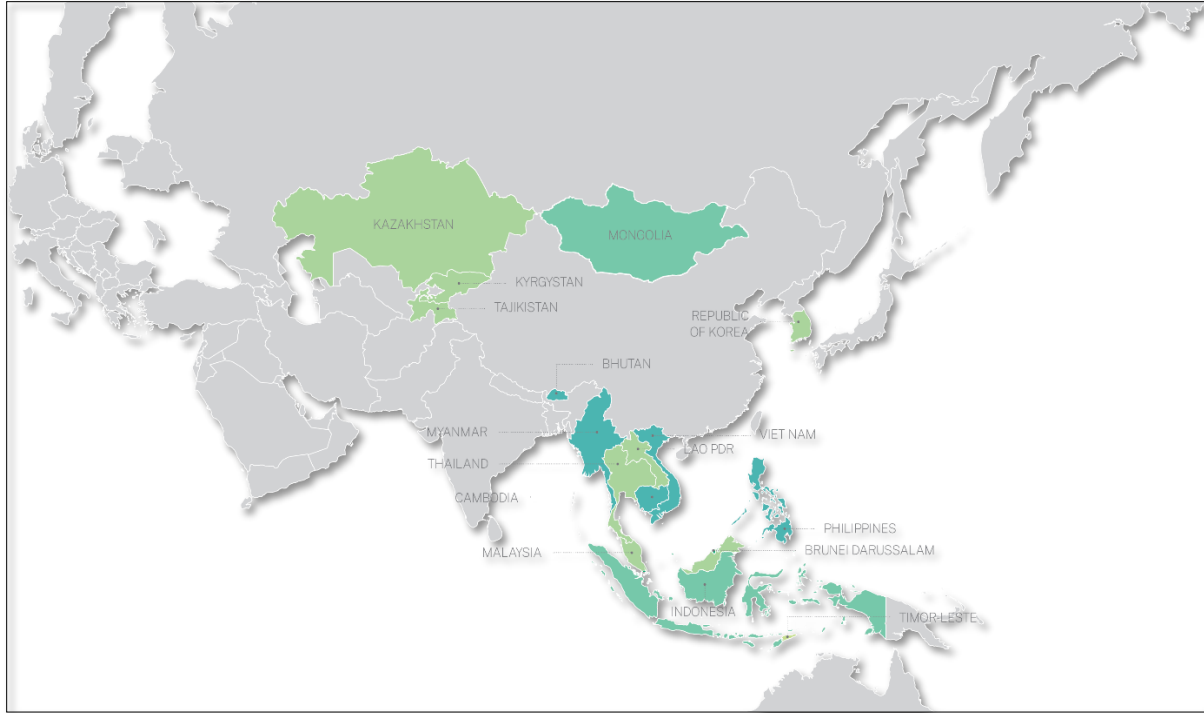 KAZAKHSTAN
MONGOLIA
KYRGYSTAN
TAJIKISTAN
REPUBLIC
OF KOREA
BHUTAN
MYANMAR
VIET NAM
LAO PDR
THAILAND
CAMBODIA
PHILIPPINES
MALAYSIA
BRUNEI DARUSSALAM
INDONESIA
TIMOR-LESTE